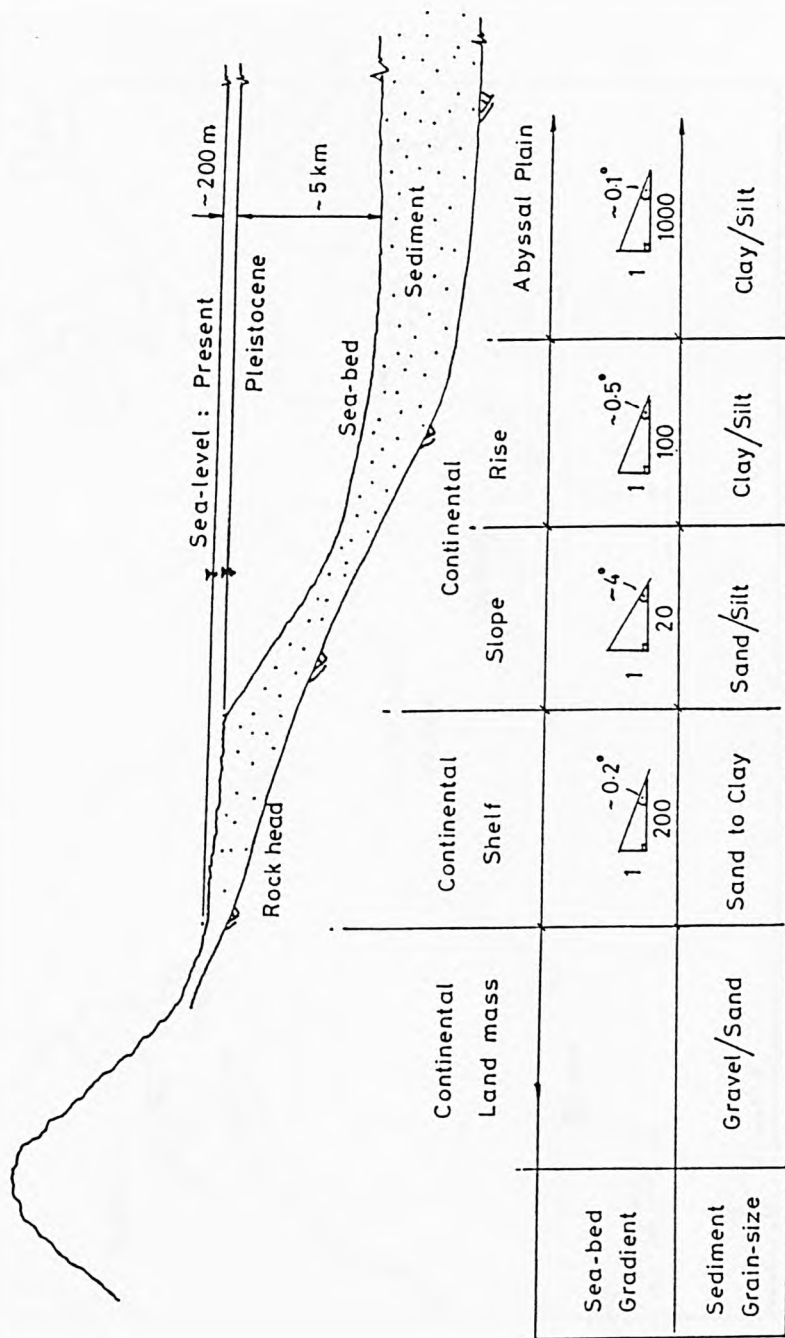 Sea-level : Present
~200 m
Pleistocene
~5 km
Sea-bed
Rock head
Sediment
Continental
Land mass
Continental
Shelf
Continental
Slope
Rise
Abyssal Plain
Sea-bed
Gradient
1
200
~0.2°
1
20
~4°
1
100
~0.5°
1
1000
~0.1°
Sediment
Grain-size
Gravel/Sand
Sand to Clay
Sand/Silt
Clay/Silt
Clay/Silt